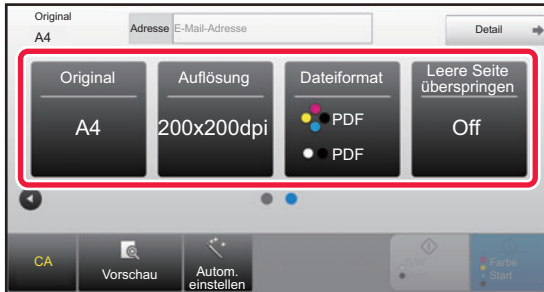 Original
A4
Adresse E-Mail-Adresse
Detail
Original
A4
Auflösung
200x200dpi
Dateiformat
PDF
PDF
Leere Seite
überspringen
Off
CA
Vorschau
Autom.
einstellen
Start
Farbe
Start